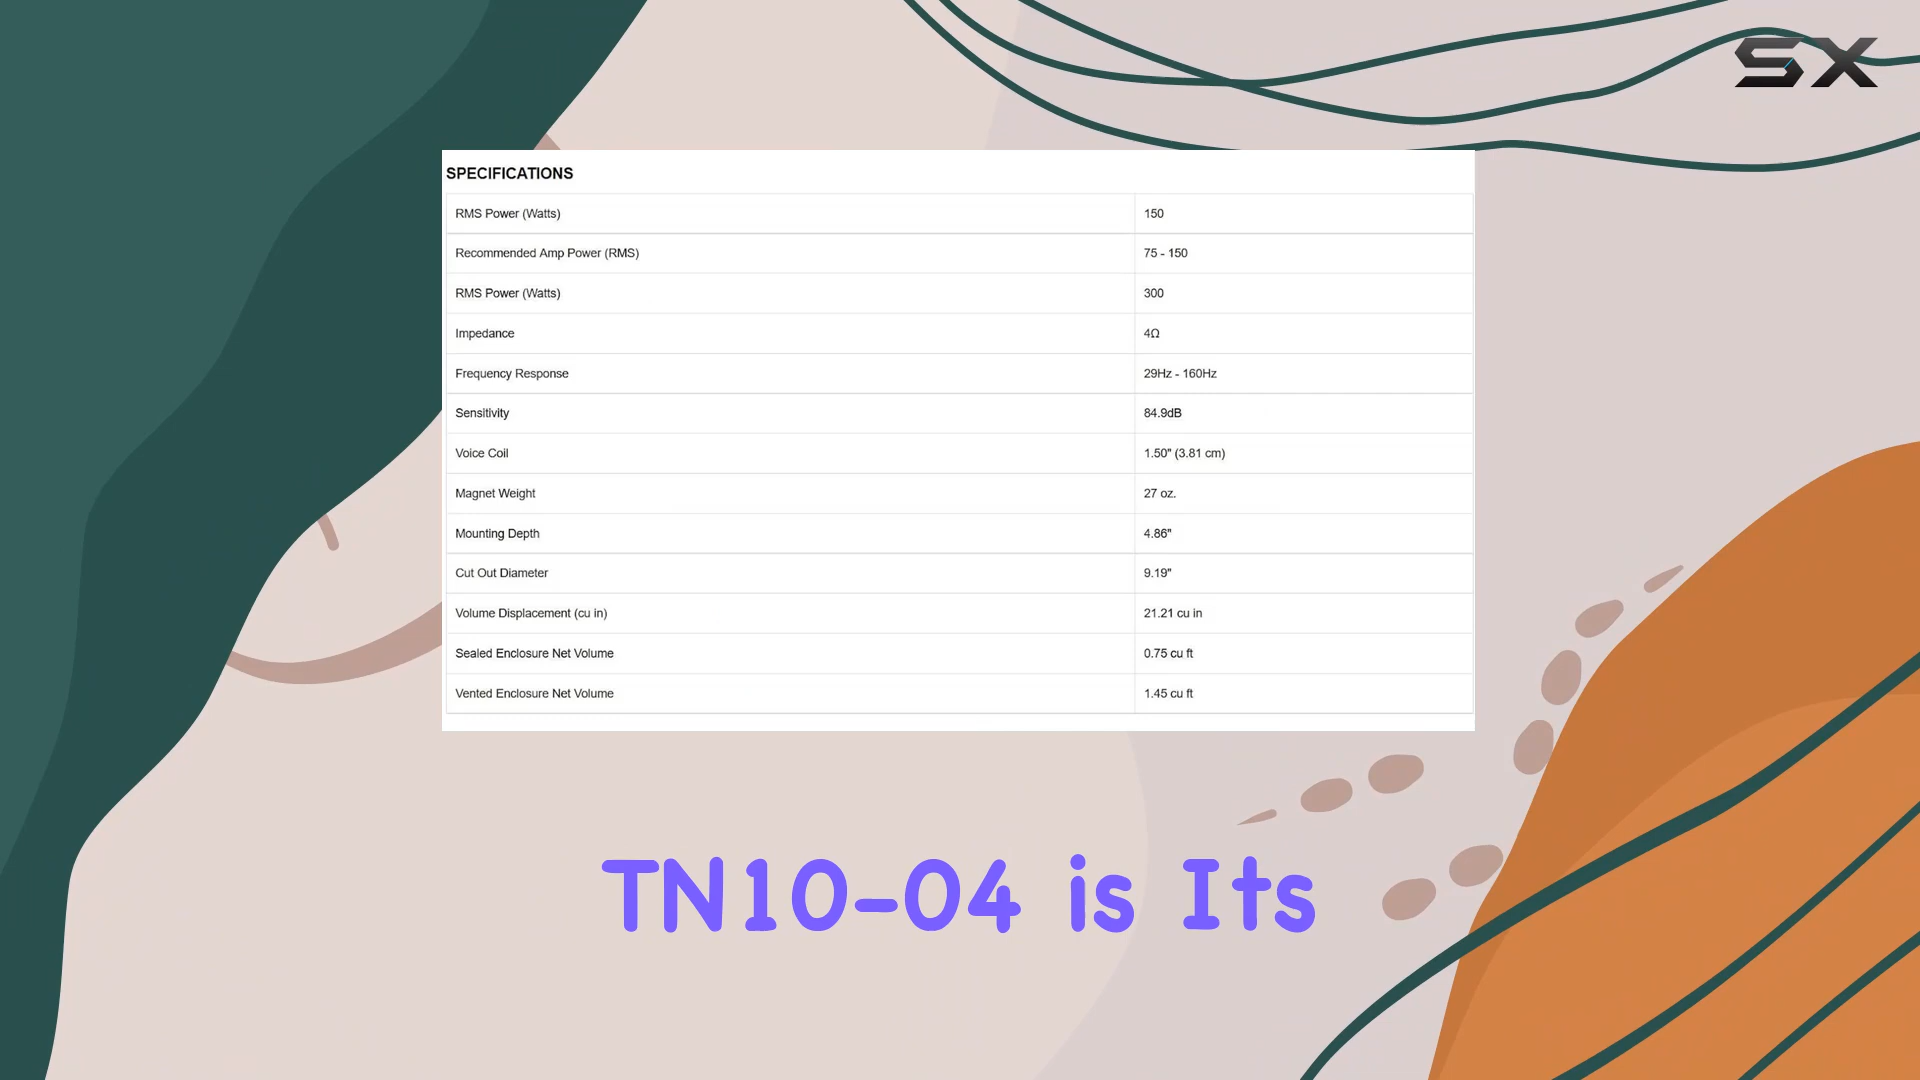 SX
SPECIFICATIONS
RMS Power (Watts) 150
Recommended Amp Power (RMS) 75 - 150
RMS Power (Watts) 300
Impedance 4Ω
Frequency Response 29Hz - 160Hz
Sensitivity 84.9dB
Voice Coil 1.50" (3.81 cm)
Magnet Weight 27 oz.
Mounting Depth 4.86"
Cut Out Diameter 9.19"
Volume Displacement (cu in) 21.21 cu in
Sealed Enclosure Net Volume 0.75 cu ft
Vented Enclosure Net Volume 1.45 cu ft
TN10-04 is Its